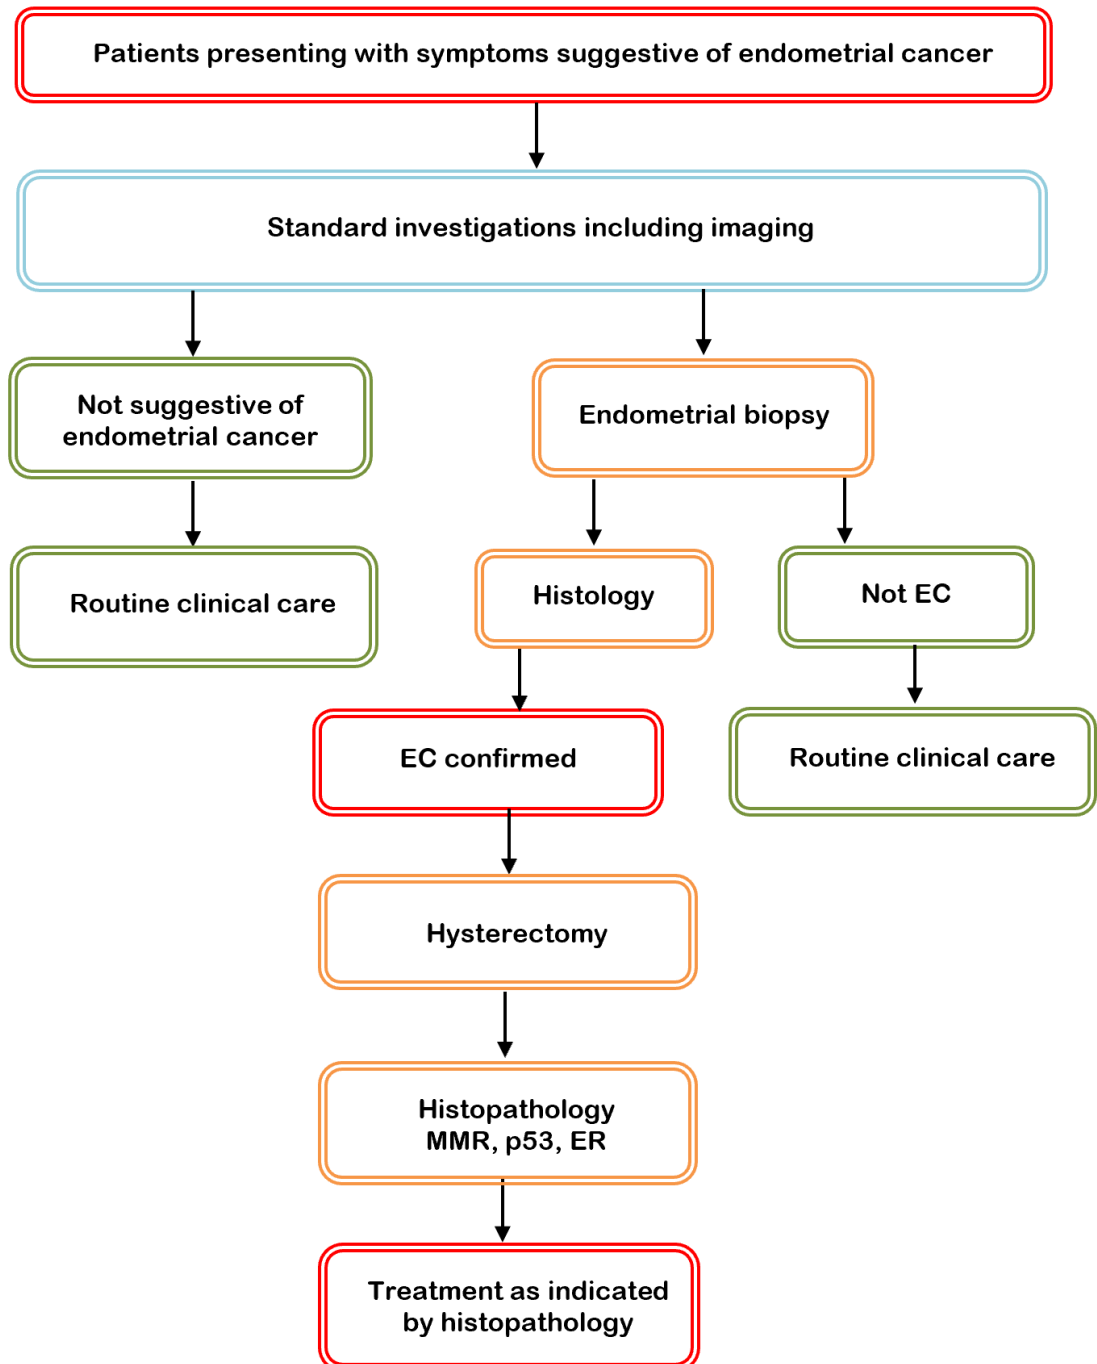 Patients presenting with symptoms suggestive of endometrial cancer
Standard investigations including imaging
Not suggestive of
endometrial cancer
Endometrial biopsy
Routine clinical care
Histology
Not EC
EC confirmed
Routine clinical care
Hysterectomy
Histopathology
MMR, p53, ER
Treatment as indicated
by histopathology